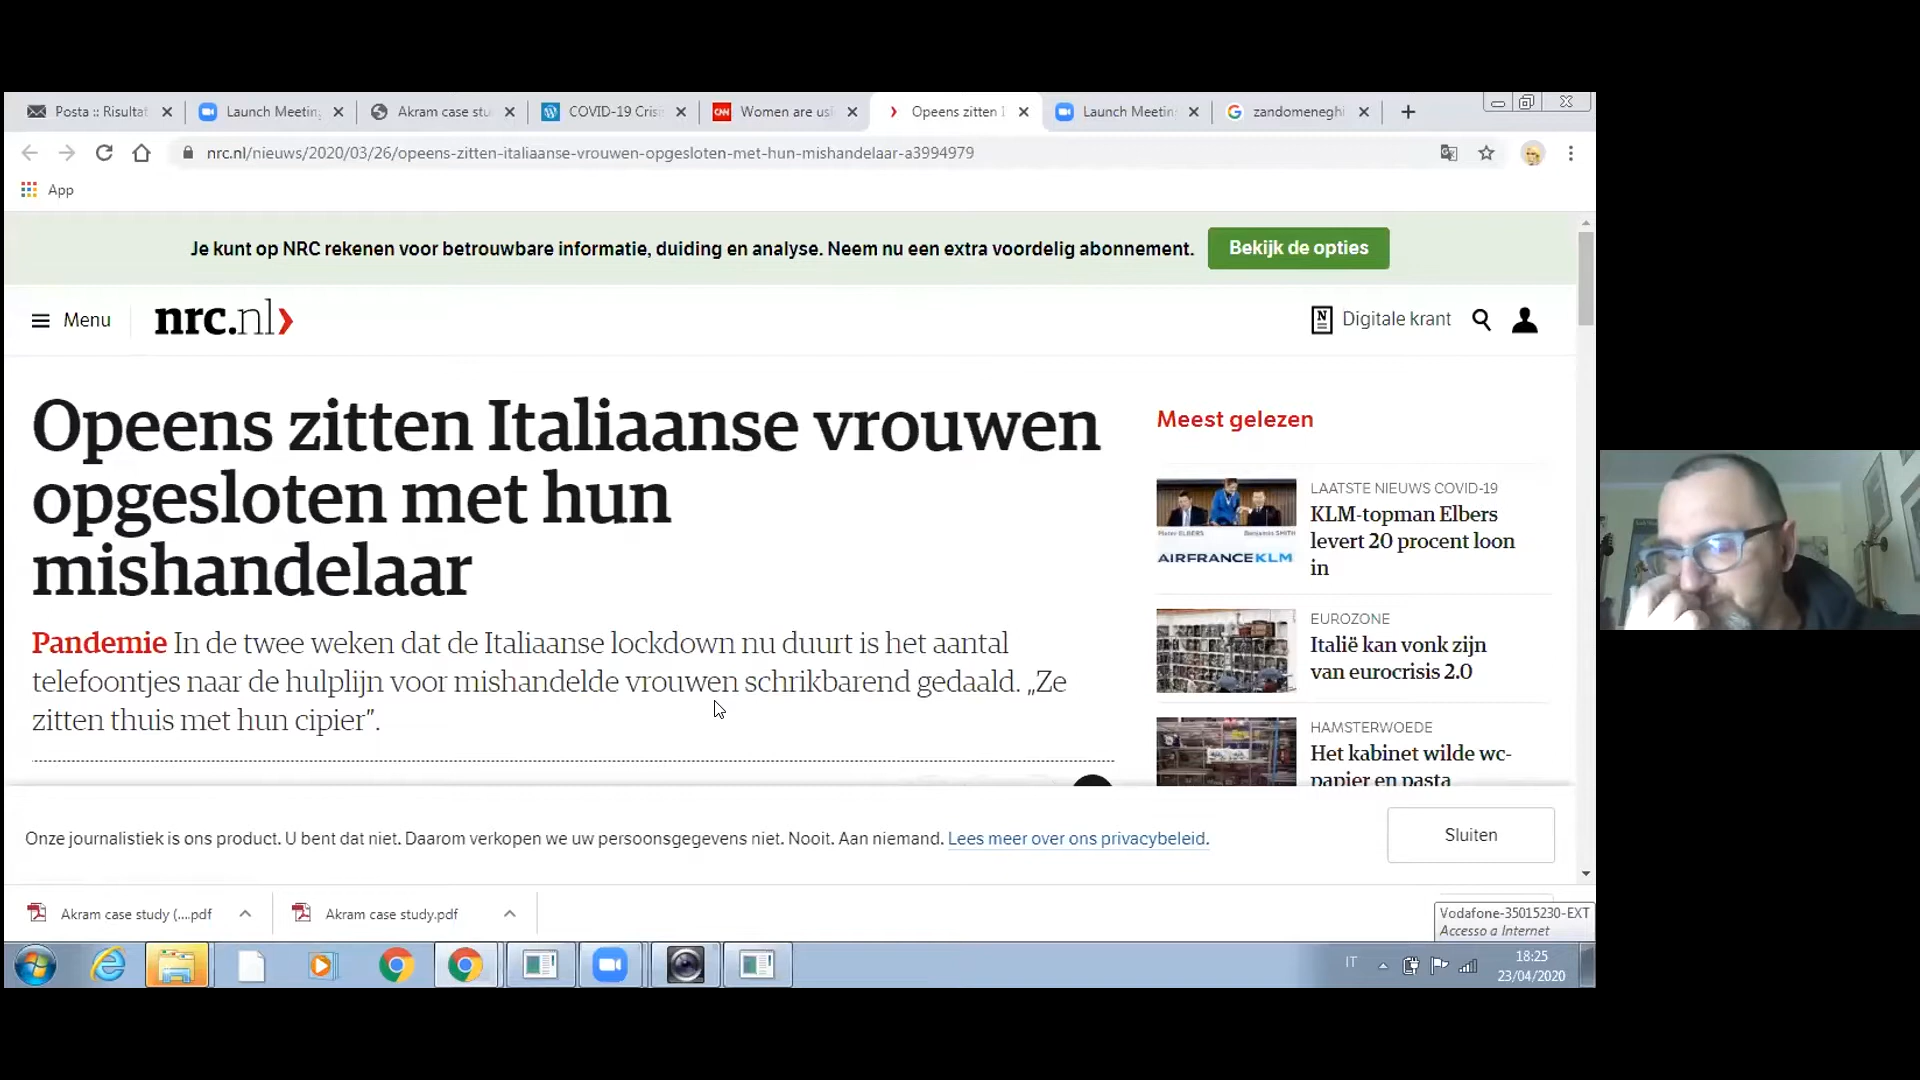 Posta :: Risultat
Launch Meeting
Akram case stu
COVID-19 Crisi
CNN
Women are usi
Opeens zitten I
Launch Meetin
zandomeneghi
nrc.nl/nieuws/2020/03/26/opeens-zitten-italiaanse-vrouwen-opgesloten-met-hun-mishandelaar-a3994979
App
Je kunt op NRC rekenen voor betrouwbare informatie, duiding en analyse. Neem nu een extra voordelig abonnement.
Bekijk de opties
Menu
nrc.nl
Digitale krant
Opeens zitten Italiaanse vrouwen
opgesloten met hun
mishandelaar
Pandemie In de twee weken dat de Italiaanse lockdown nu duurt is het aantal
telefoontjes naar de hulplijn voor mishandelde vrouwen schrikbarend gedaald. „Ze
zitten thuis met hun cipier”.
Meest gelezen
Pieter ELBERS
Benjamin SMITH
AIRFRANCEKLM
LAATSTE NIEUWS COVID-19
KLM-topman Elbers
levert 20 procent loon
in
EUROZONE
Italië kan vonk zijn
van eurocrisis 2.0
HAMSTERWOEDE
Het kabinet wilde wc-
papier en pasta
Onze journalistiek is ons product. U bent dat niet. Daarom verkopen we uw persoonsgegevens niet. Nooit. Aan niemand. Lees meer over ons privacybeleid.
Sluiten
Akram case study (....pdf
Akram case study.pdf
Vodafone-35015230-EXT
Accesso a Internet
IT
18:25
23/04/2020